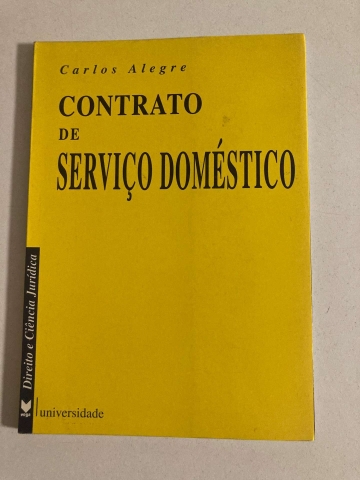 Carlos Alegre
CONTRATO
DE
SERVIÇO DOMÉSTICO
Direito e Ciência Jurídica
universidade